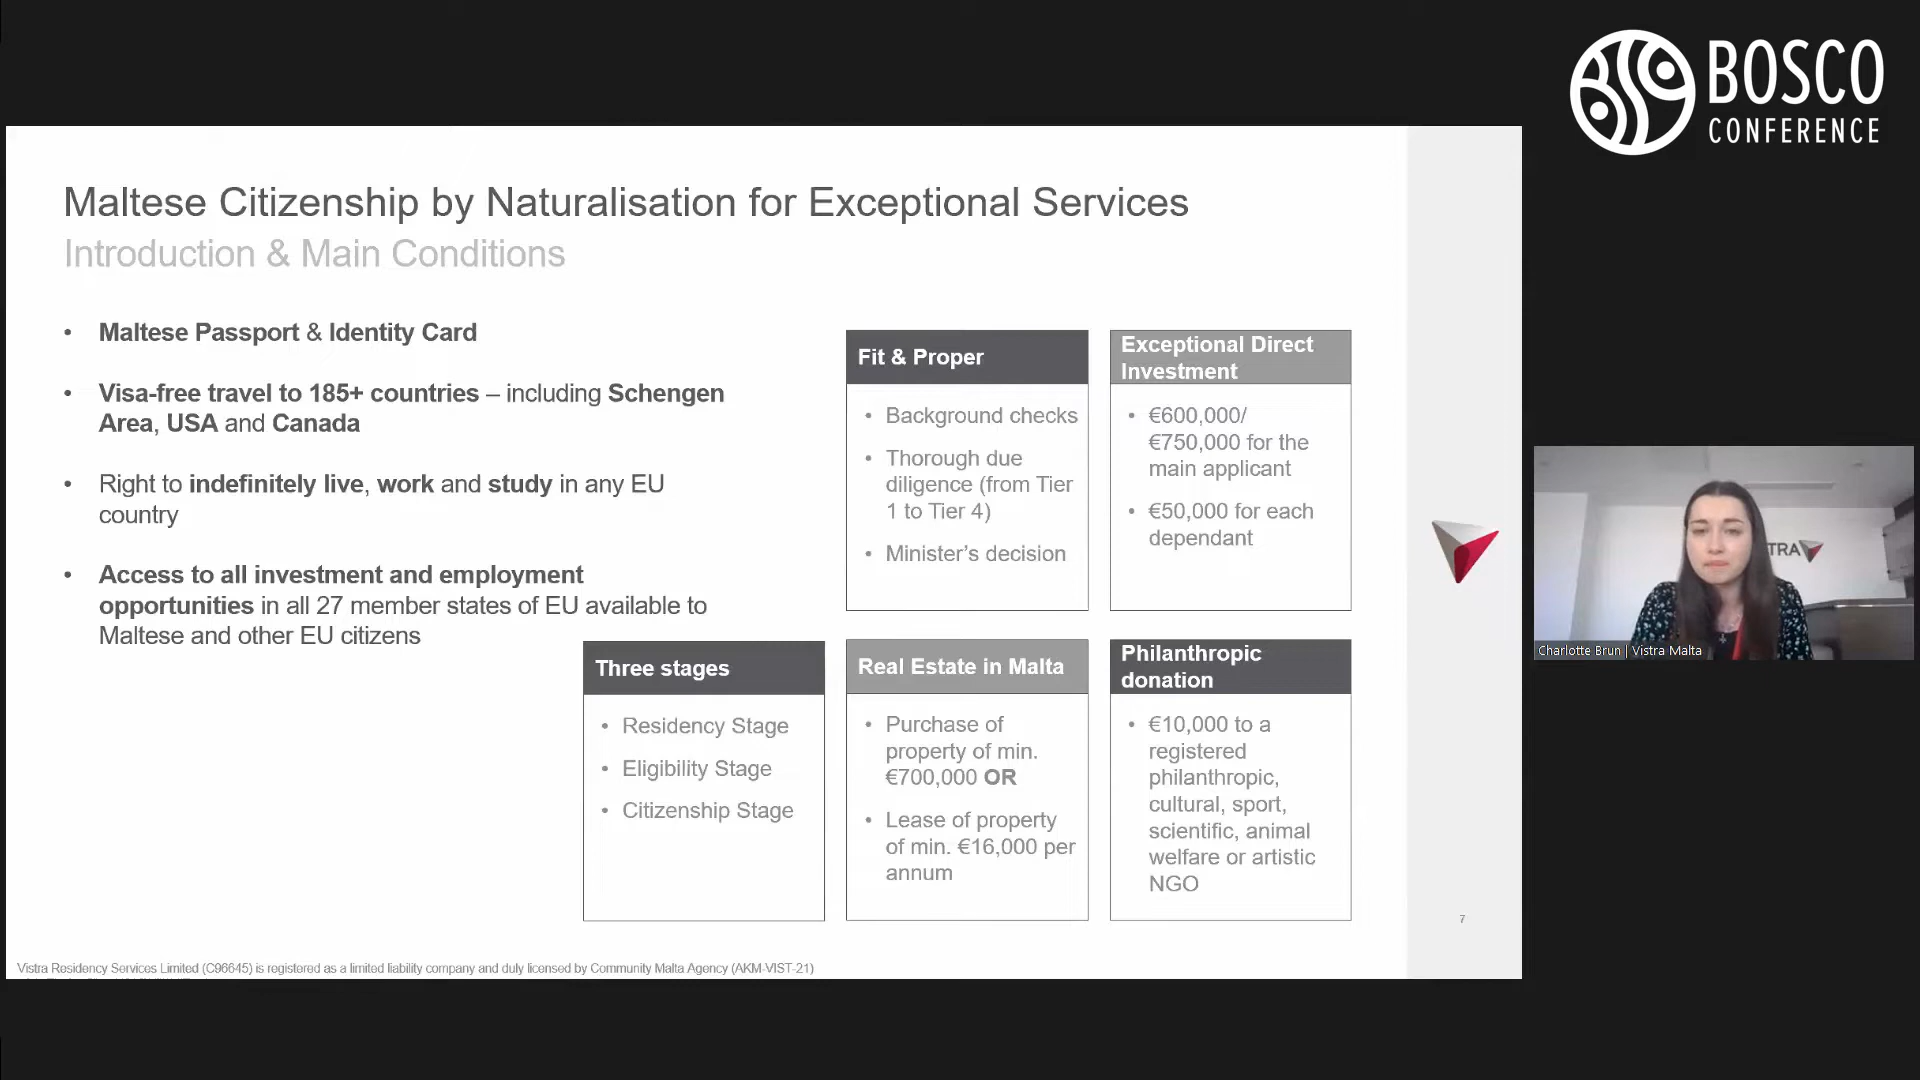 BOSCO
CONFERENCE
Maltese Citizenship by Naturalisation for Exceptional Services
Introduction & Main Conditions
• Maltese Passport & Identity Card
• Visa-free travel to 185+ countries – including Schengen
Area, USA and Canada
• Right to indefinitely live, work and study in any EU
country
• Access to all investment and employment
opportunities in all 27 member states of EU available to
Maltese and other EU citizens
Fit & Proper
• Background checks
• Thorough due
diligence (from Tier
1 to Tier 4)
• Minister's decision
Exceptional Direct
Investment
• €600,000/
€750,000 for the
main applicant
• €50,000 for each
dependant
Three stages
• Residency Stage
• Eligibility Stage
• Citizenship Stage
Real Estate in Malta
• Purchase of
property of min.
€700,000 OR
• Lease of property
of min. €16,000 per
annum
Philanthropic
donation
• €10,000 to a
registered
philanthropic,
cultural, sport,
scientific, animal
welfare or artistic
NGO
7
Vistra Residency Services Limited (C96645) is registered as a limited liability company and duly licensed by Community Malta Agency (AKM-VIST-21)
TRA
Charlotte Brun | Vistra Malta